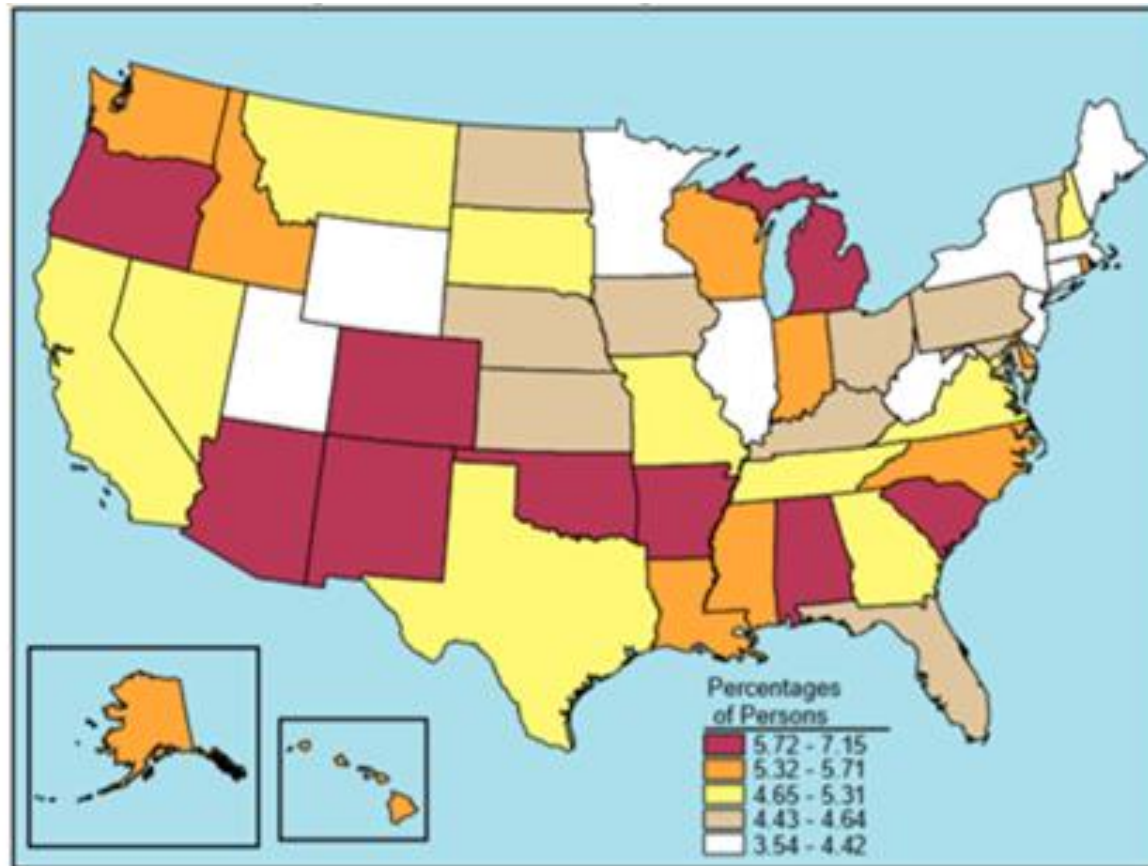 Percentages
of Persons
5.72 - 7.15
5.32 - 5.71
4.65 - 5.31
4.43 - 4.64
3.54 - 4.42